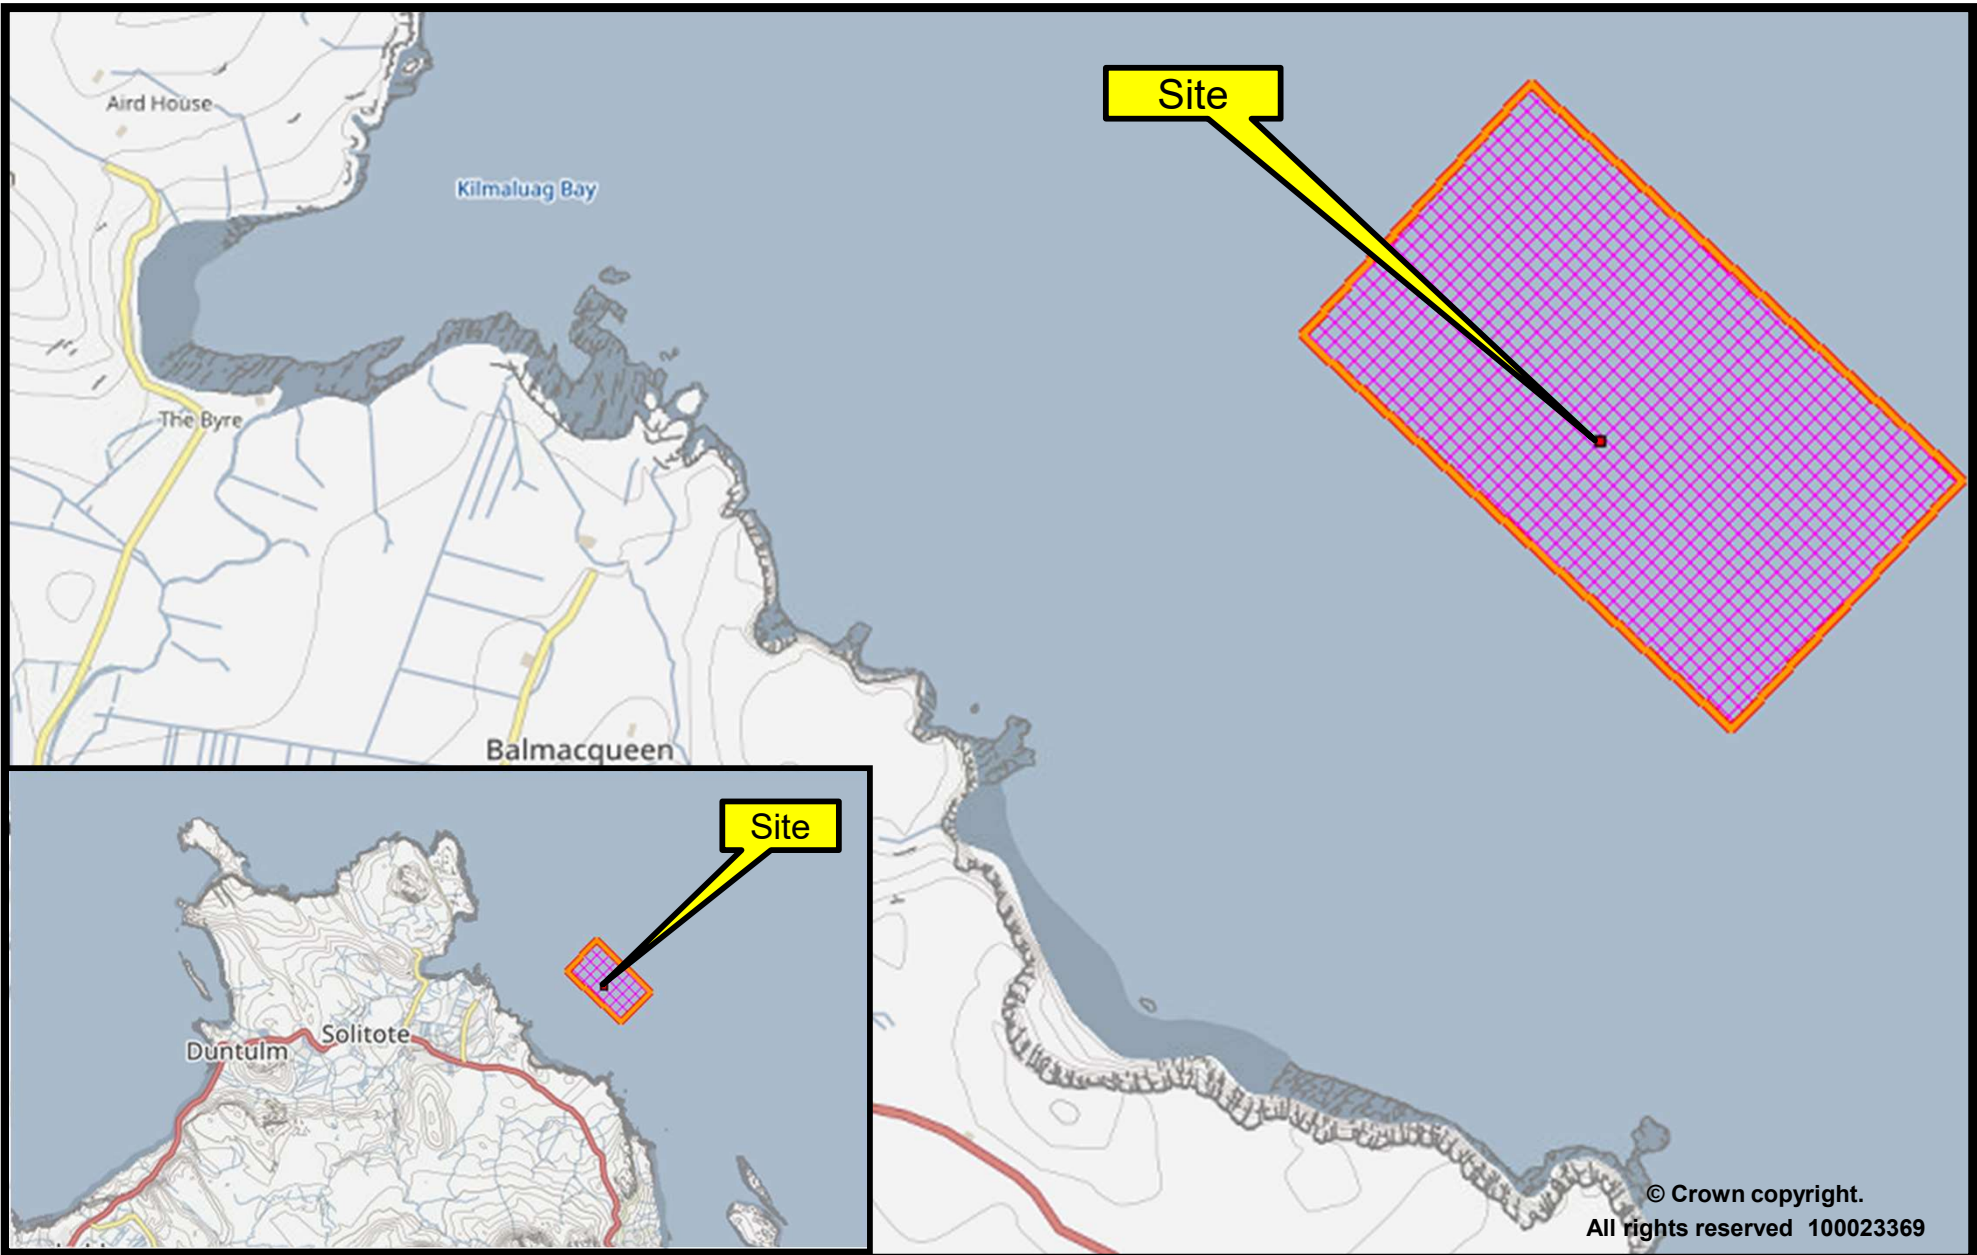 Site
Aird House
Kilmaluag Bay
The Byre
Balmacqueen
Site
Solitote
Duntulm
© Crown copyright.
All rights reserved 100023369